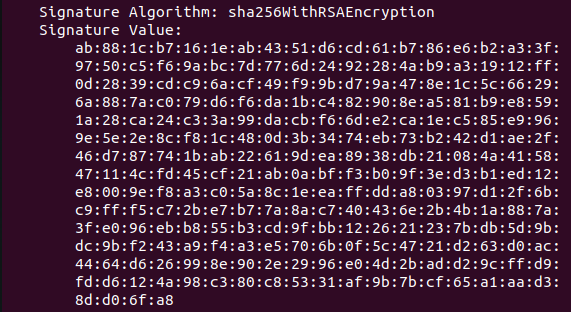 Signature Algorithm: sha256WithRSAEncryption
Signature Value:
ab:88:1c:b7:16:1e:ab:43:51:d6:cd:61:b7:86:e6:b2:a3:3f:
97:50:c5:f6:9a:bc:7d:77:6d:24:92:28:4a:b9:a3:19:12:ff:
0d:28:39:cd:c9:6a:cf:49:f9:9b:d7:9a:47:8e:1c:5c:66:29:
6a:88:7a:c0:79:d6:f6:da:1b:c4:82:90:8e:a5:81:b9:e8:59:
1a:28:ca:24:c3:3a:99:da:cb:f6:6d:e2:ca:1e:c5:85:e9:96:
9e:5e:2e:8c:f8:1c:48:0d:3b:34:74:eb:73:b2:42:d1:ae:2f:
46:d7:87:74:1b:ab:22:61:9d:ea:89:38:db:21:08:4a:41:58:
47:11:4c:fd:45:cf:21:ab:0a:bf:f3:b0:9f:3e:d3:b1:ed:12:
e8:00:9e:f8:a3:c0:5a:8c:1e:ea:ff:dd:a8:03:97:d1:2f:6b:
c9:ff:f5:c7:2b:e7:b7:7a:8a:c7:40:43:6e:2b:4b:1a:88:7a:
3f:e0:96:eb:b8:55:b3:cd:9f:bb:12:26:21:23:7b:db:5d:9b:
dc:9b:f2:43:a9:f4:a3:e5:70:6b:0f:5c:47:21:d2:63:d0:ac:
44:64:d6:26:99:8e:90:2e:29:96:e0:4d:2b:ad:d2:9c:ff:d9:
fd:d6:12:4a:98:c3:80:c8:53:31:af:9b:7b:cf:65:a1:aa:d3:
8d:d0:6f:a8